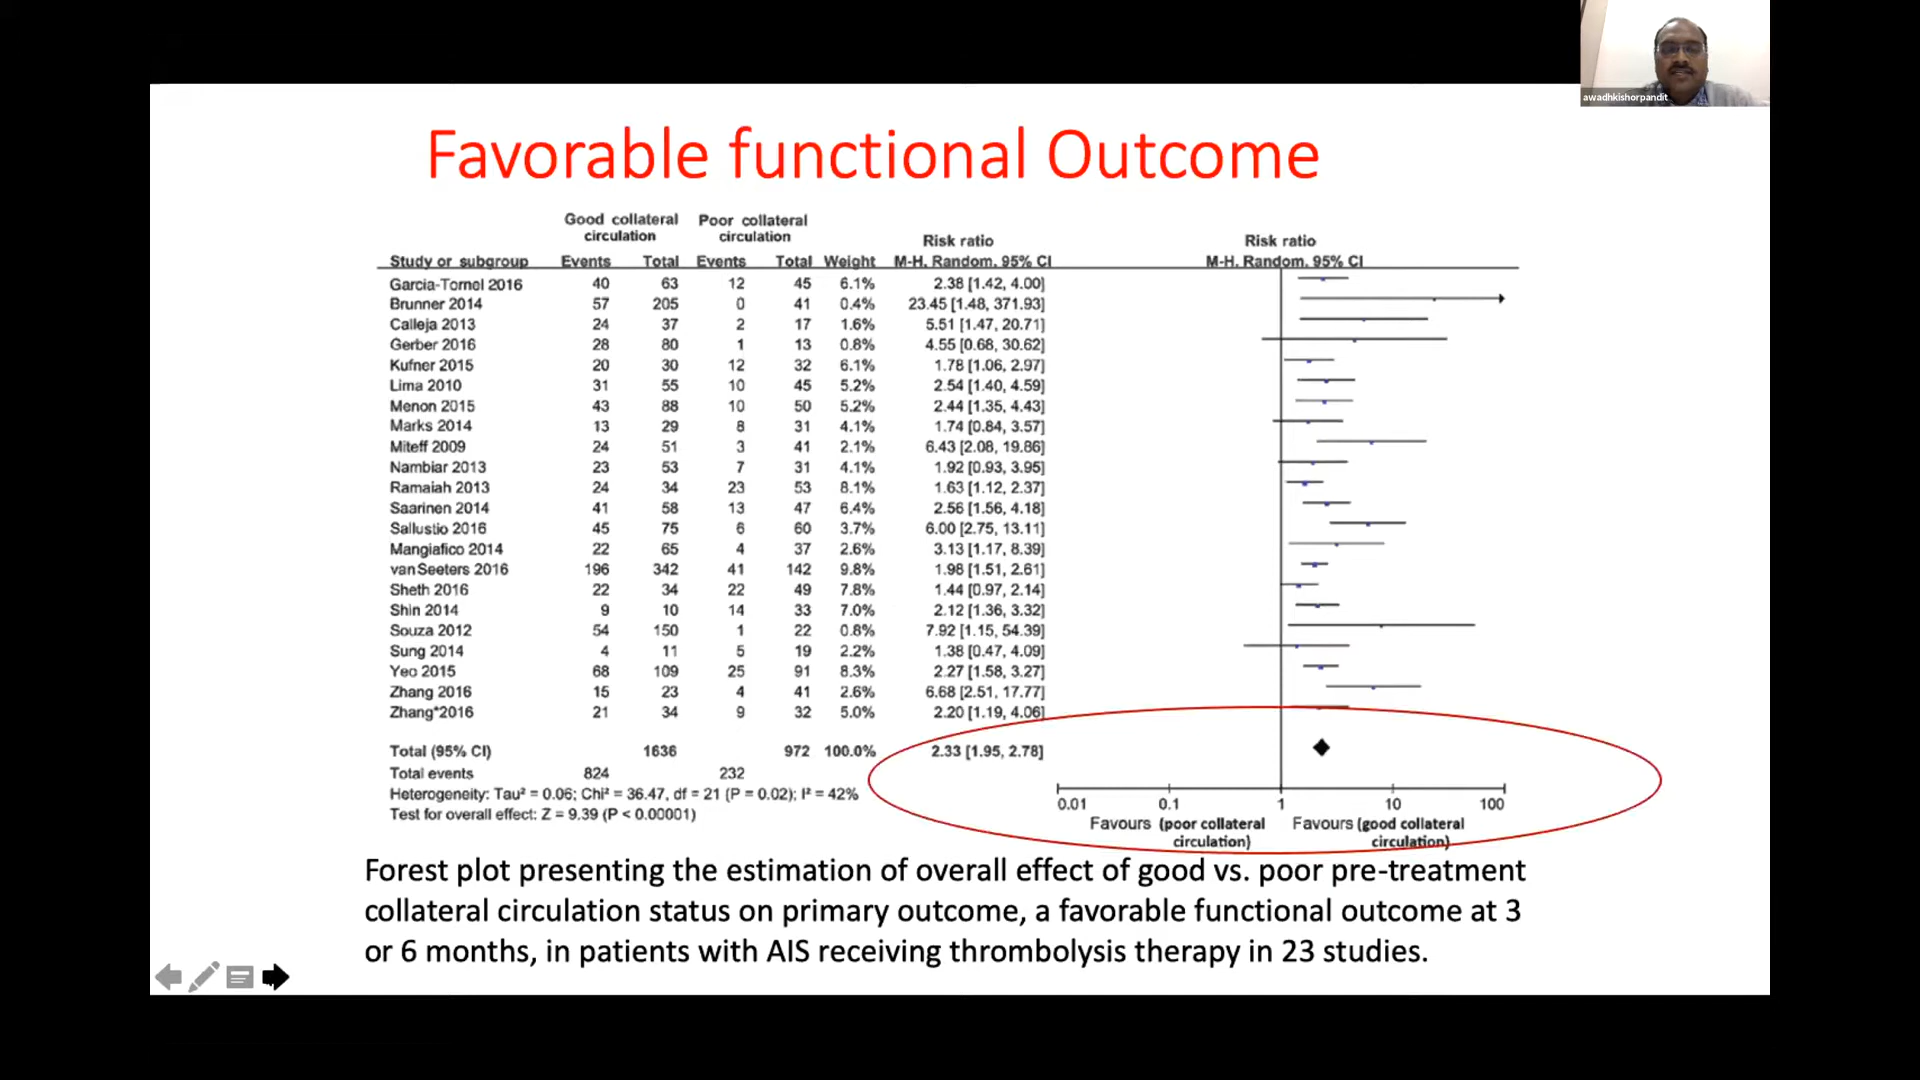 awadhkishorpandit
Favorable functional Outcome
Good collateral Poor collateral
circulation circulation Risk ratio Risk ratio
Study or subgroup Events Total Events Total Weight M-H. Random. 95% CI M-H. Random. 95% CI
Garcia-Tornel 2016 40 63 12 45 6.1% 2.38 [1.42, 4.00]
Brunner 2014 57 205 0 41 0.4% 23.45 [1.48, 371.93]
Calleja 2013 24 37 2 17 1.6% 5.51 [1.47, 20.71]
Gerber 2016 28 80 1 13 0.8% 4.55 [0.68, 30.62]
Kufner 2015 20 30 12 32 6.1% 1.78 [1.06, 2.97]
Lima 2010 31 55 10 45 5.2% 2.54 [1.40, 4.59]
Menon 2015 43 88 10 50 5.2% 2.44 [1.35, 4.43]
Marks 2014 13 29 8 31 4.1% 1.74 [0.84, 3.57]
Miteff 2009 24 51 3 41 2.1% 6.43 [2.08, 19.86]
Nambiar 2013 23 53 7 31 4.1% 1.92 [0.93, 3.95]
Ramaiah 2013 24 34 23 53 8.1% 1.63 [1.12, 2.37]
Saarinen 2014 41 58 13 47 6.4% 2.56 [1.56, 4.18]
Sallustio 2016 45 75 6 60 3.7% 6.00 [2.75, 13.11]
Mangiafico 2014 22 65 4 37 2.6% 3.13 [1.17, 8.39]
vanSeeters 2016 196 342 41 142 9.8% 1.98 [1.51, 2.61]
Sheth 2016 22 34 22 49 7.8% 1.44 [0.97, 2.14]
Shin 2014 9 10 14 33 7.0% 2.12 [1.36, 3.32]
Souza 2012 54 150 1 22 0.8% 7.92 [1.15, 54.39]
Sung 2014 4 11 5 19 2.2% 1.38 [0.47, 4.09]
Yeo 2015 68 109 25 91 8.3% 2.27 [1.58, 3.27]
Zhang 2016 15 23 4 41 2.6% 6.68 [2.51, 17.77]
Zhang*2016 21 34 9 32 5.0% 2.20 [1.19, 4.06]
Total (95% CI) 1636 972 100.0% 2.33 [1.95, 2.78]
Total events 824 232
Heterogeneity: Tau² = 0.06; Chi² = 36.47, df = 21 (P = 0.02); I² = 42%
Test for overall effect: Z = 9.39 (P < 0.00001)
0.01 0.1 1 10 100
Favours (poor collateral Favours (good collateral
circulation) circulation)
Forest plot presenting the estimation of overall effect of good vs. poor pre-treatment
collateral circulation status on primary outcome, a favorable functional outcome at 3
or 6 months, in patients with AIS receiving thrombolysis therapy in 23 studies.